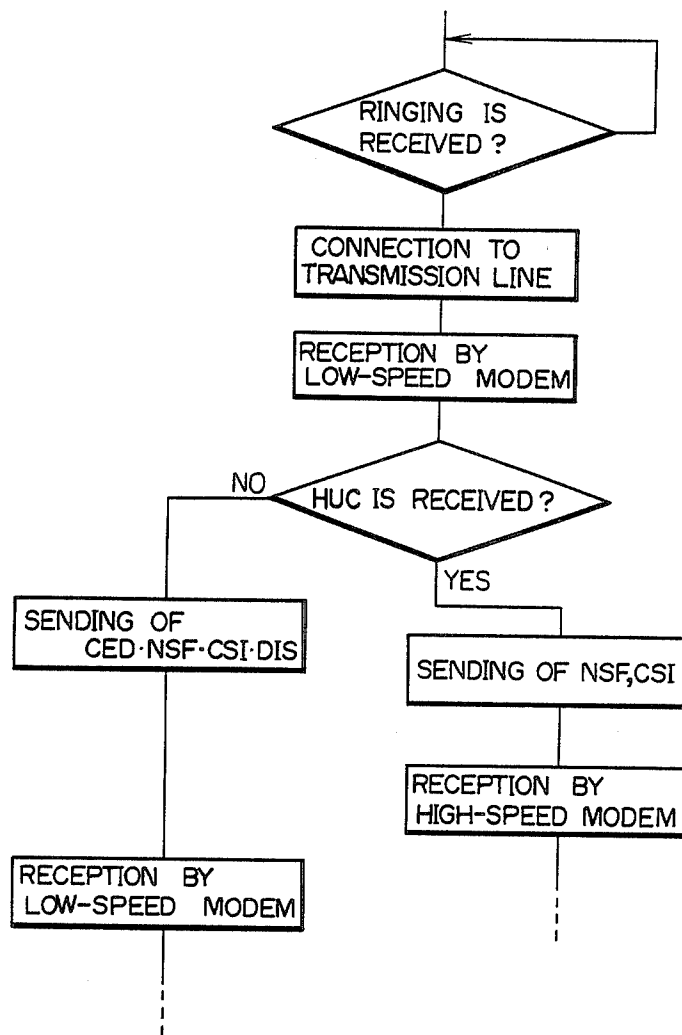 RINGING IS
RECEIVED?
CONNECTION TO
TRANSMISSION LINE
RECEPTION BY
LOW-SPEED MODEM
HUC IS RECEIVED?
NO
YES
SENDING OF
CED·NSF·CSI·DIS
SENDING OF NSF,CSI
RECEPTION BY
HIGH-SPEED MODEM
RECEPTION BY
LOW-SPEED MODEM